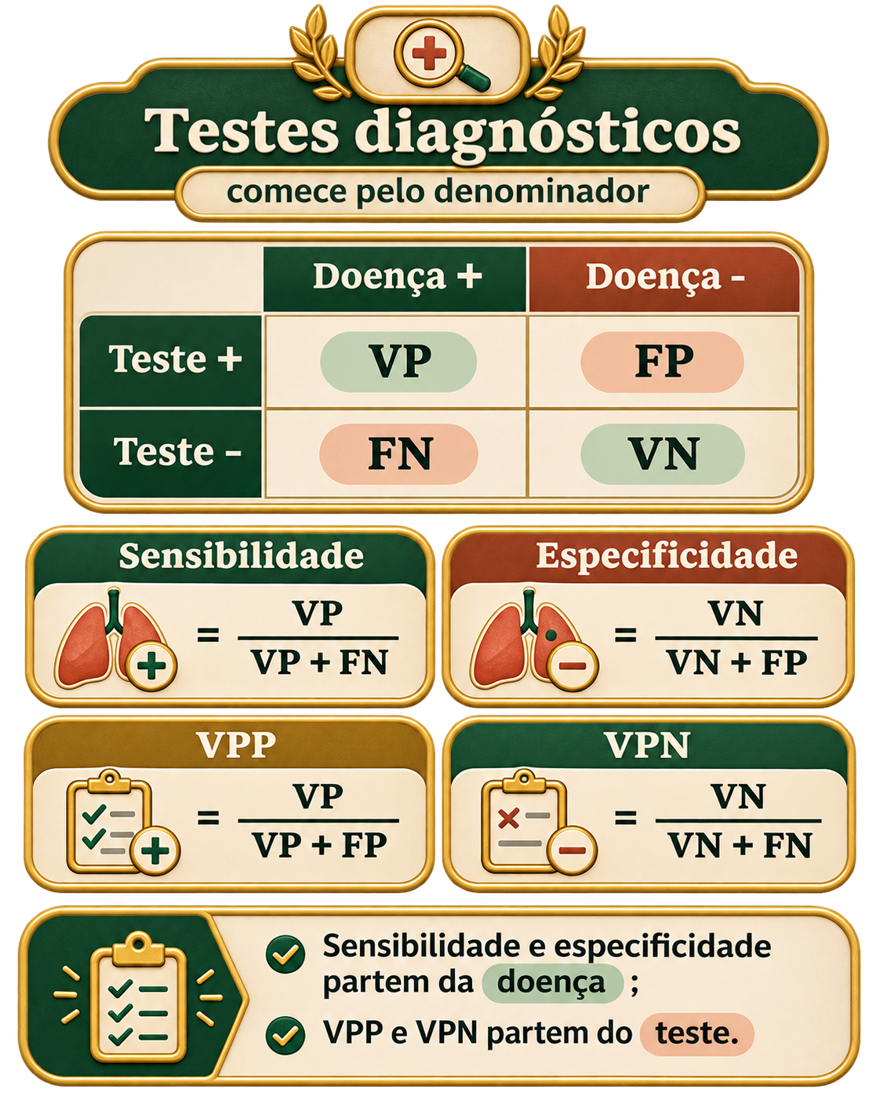 Testes diagnósticos
comece pelo denominador
Doença + Doença -
Teste + VP FP
Teste - FN VN
Sensibilidade
= VP
VP + FN
Especificidade
= VN
VN + FP
VPP
= VP
VP + FP
VPN
= VN
VN + FN
Sensibilidade e especificidade
partem da doença ;
VPP e VPN partem do teste.